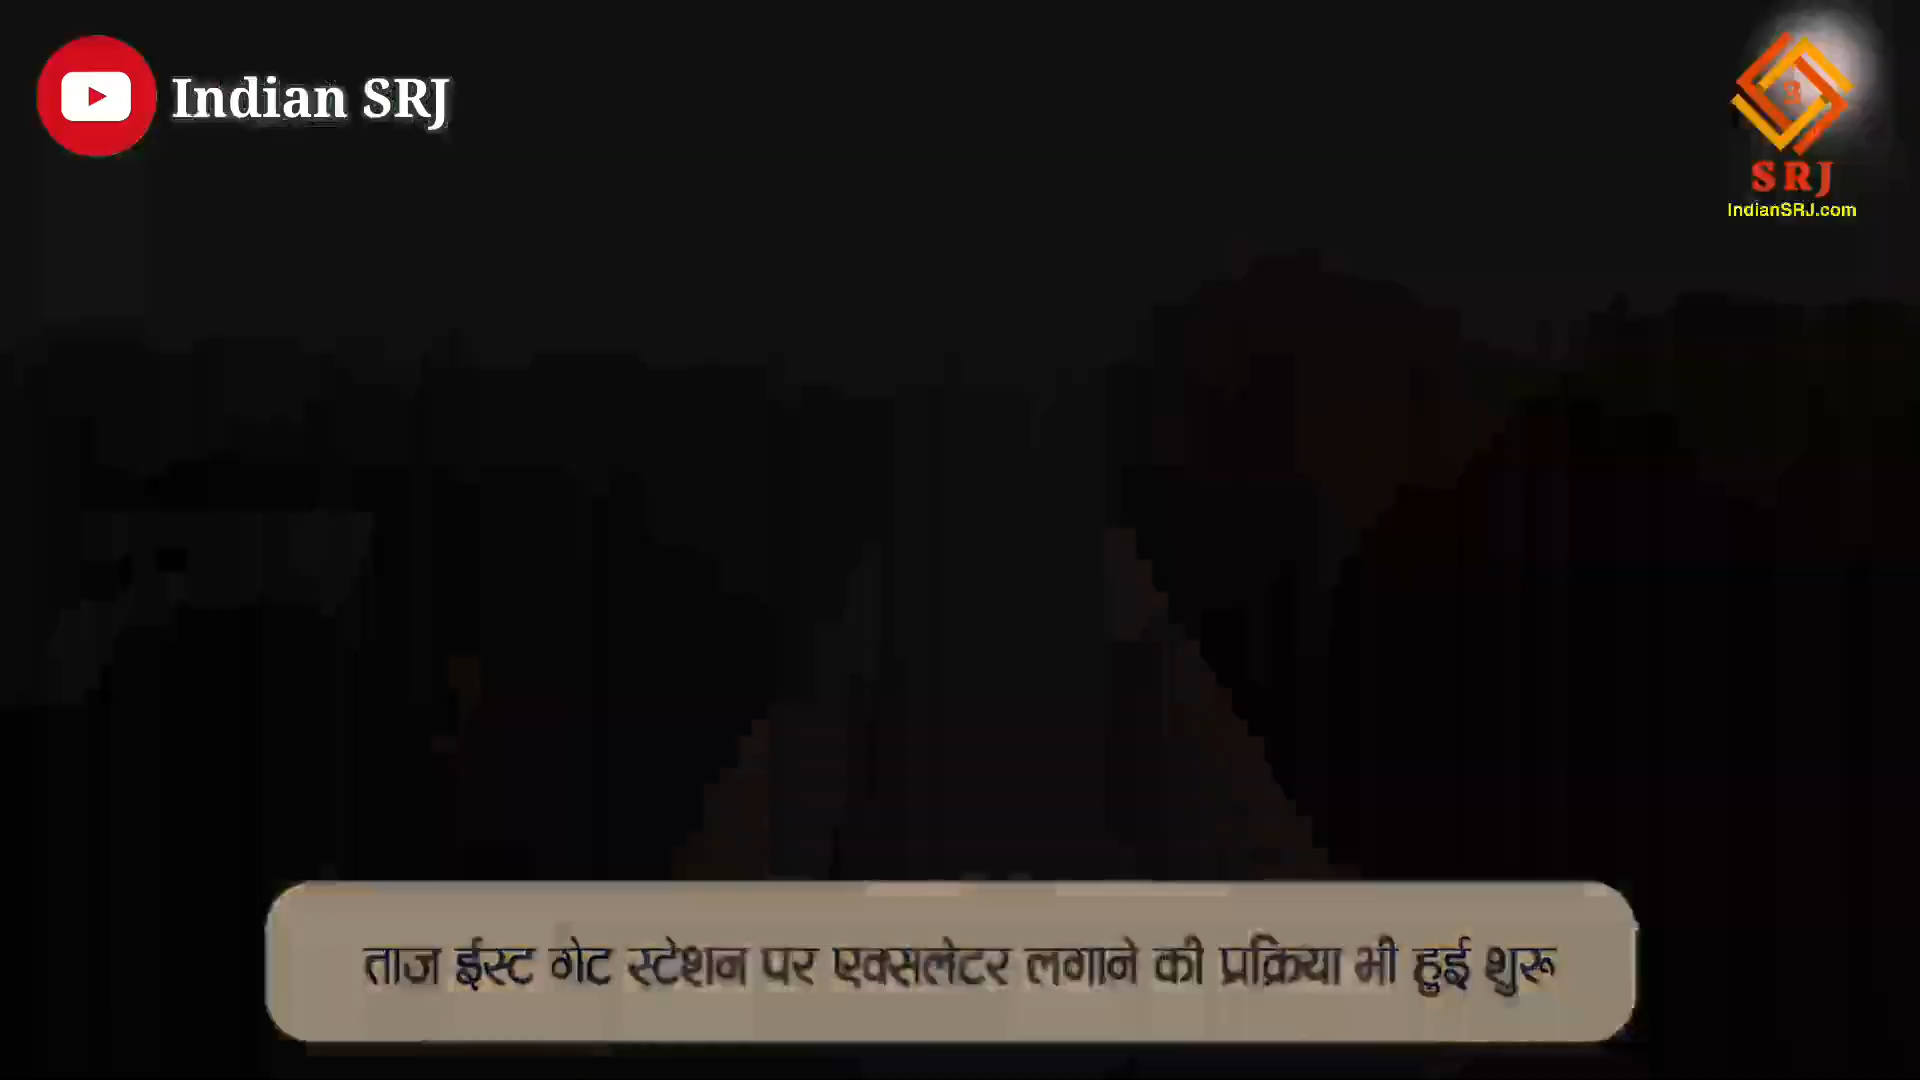 Indian SRJ
SRJ
IndianSRJ.com
ताज ईस्ट गेट स्टेशन पर एक्सलेटर लगाने की प्रक्रिया भी हुई शुरू